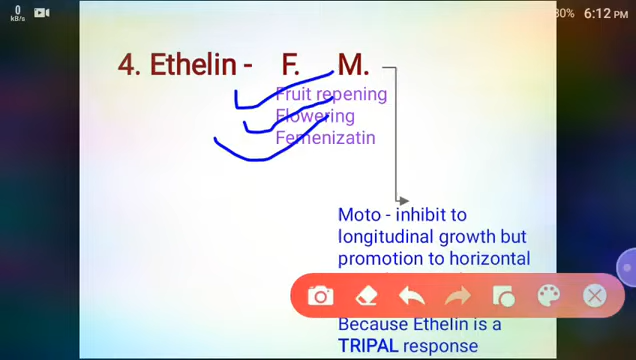 0
kB/s
30%
6:12 PM
4. Ethelin - F. M.
Fruit repening
Flowering
Femenizatin
Moto - inhibit to
longitudinal growth but
promotion to horizontal
Because Ethelin is a
TRIPAL response